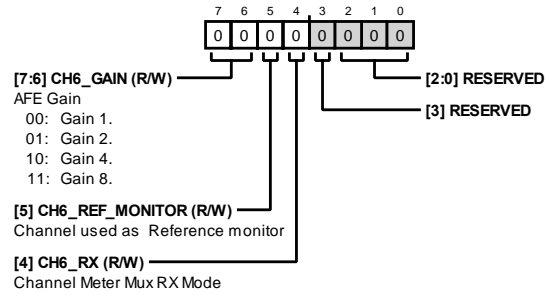 7 6 5 4 3 2 1 0
0 0 0 0 0 0 0 0
[7:6] CH6_GAIN (R/W)
AFE Gain
00: Gain 1.
01: Gain 2.
10: Gain 4.
11: Gain 8.
[5] CH6_REF_MONITOR (R/W)
Channel used as Reference monitor
[4] CH6_RX (R/W)
Channel Meter Mux RX Mode
[2:0] RESERVED
[3] RESERVED